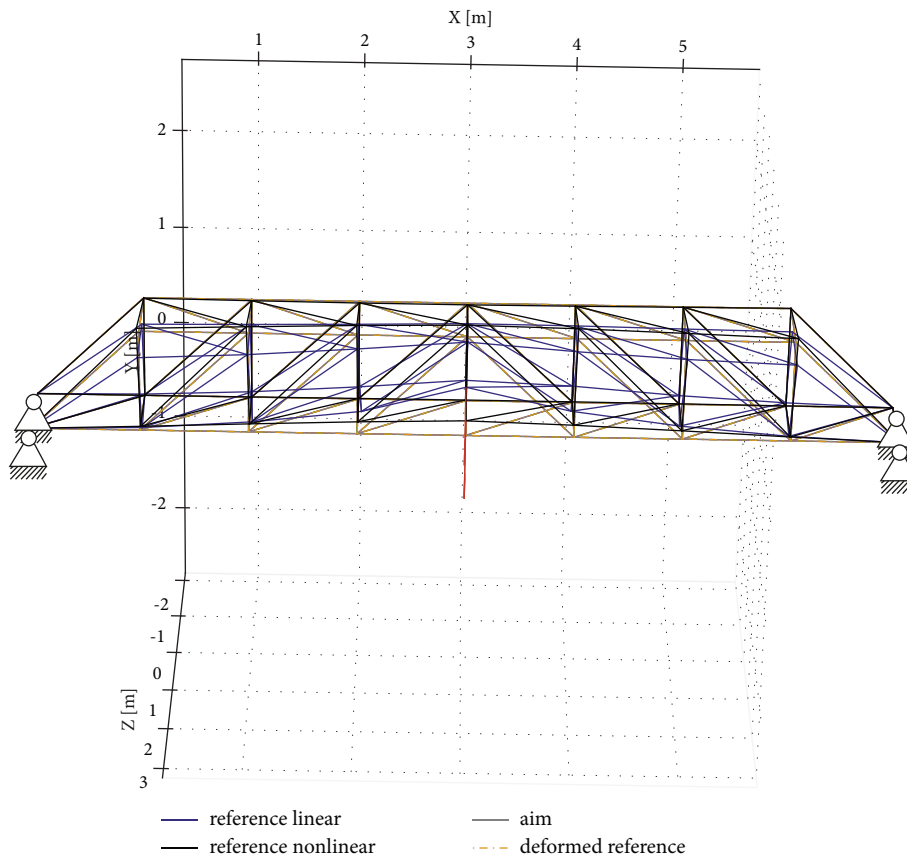 X [m]
1 2 3 4 5
2
1
0
Y [m]
-1
-2
-2
-1
0
1
2
3
Z [m]
reference linear
reference nonlinear
aim
deformed reference